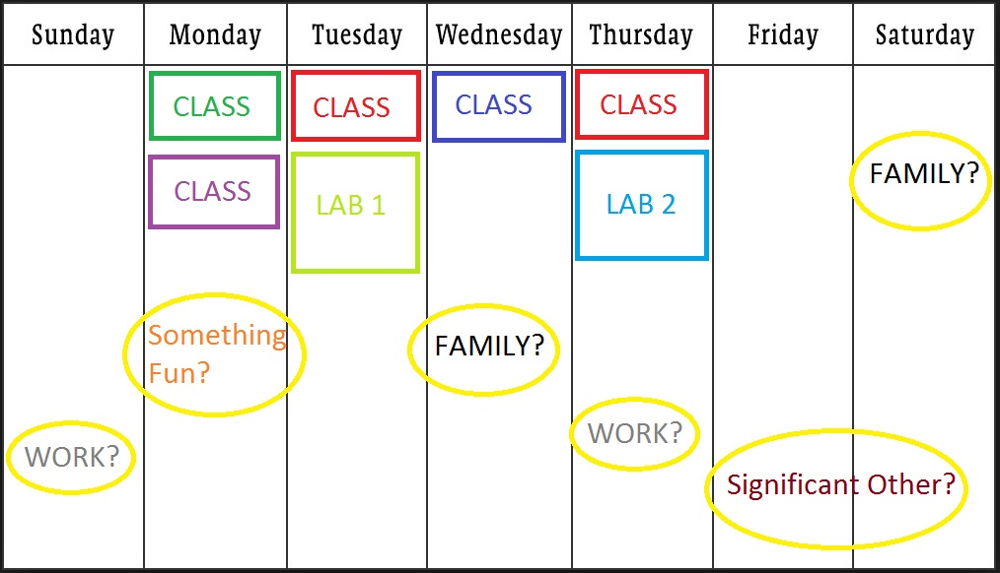 Sunday
Monday
Tuesday
Wednesday
Thursday
Friday
Saturday
CLASS
CLASS
CLASS
CLASS
CLASS
LAB 1
LAB 2
FAMILY?
Something
Fun?
FAMILY?
WORK?
WORK?
Significant Other?